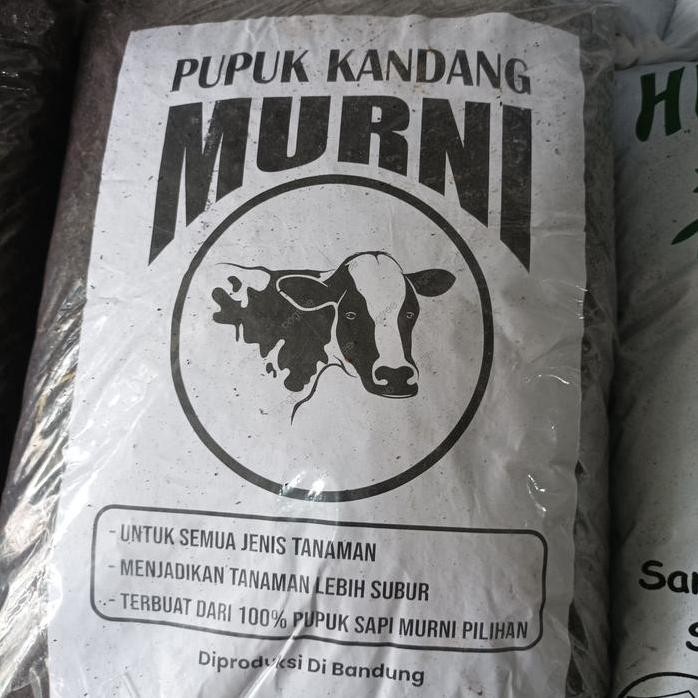 PUPUK KANDANG
MURNI
- UNTUK SEMUA JENIS TANAMAN
- MENJADIKAN TANAMAN LEBIH SUBUR
- TERBUAT DARI 100% PUPUK SAPI MURNI PILIHAN
Diproduksi Di Bandung